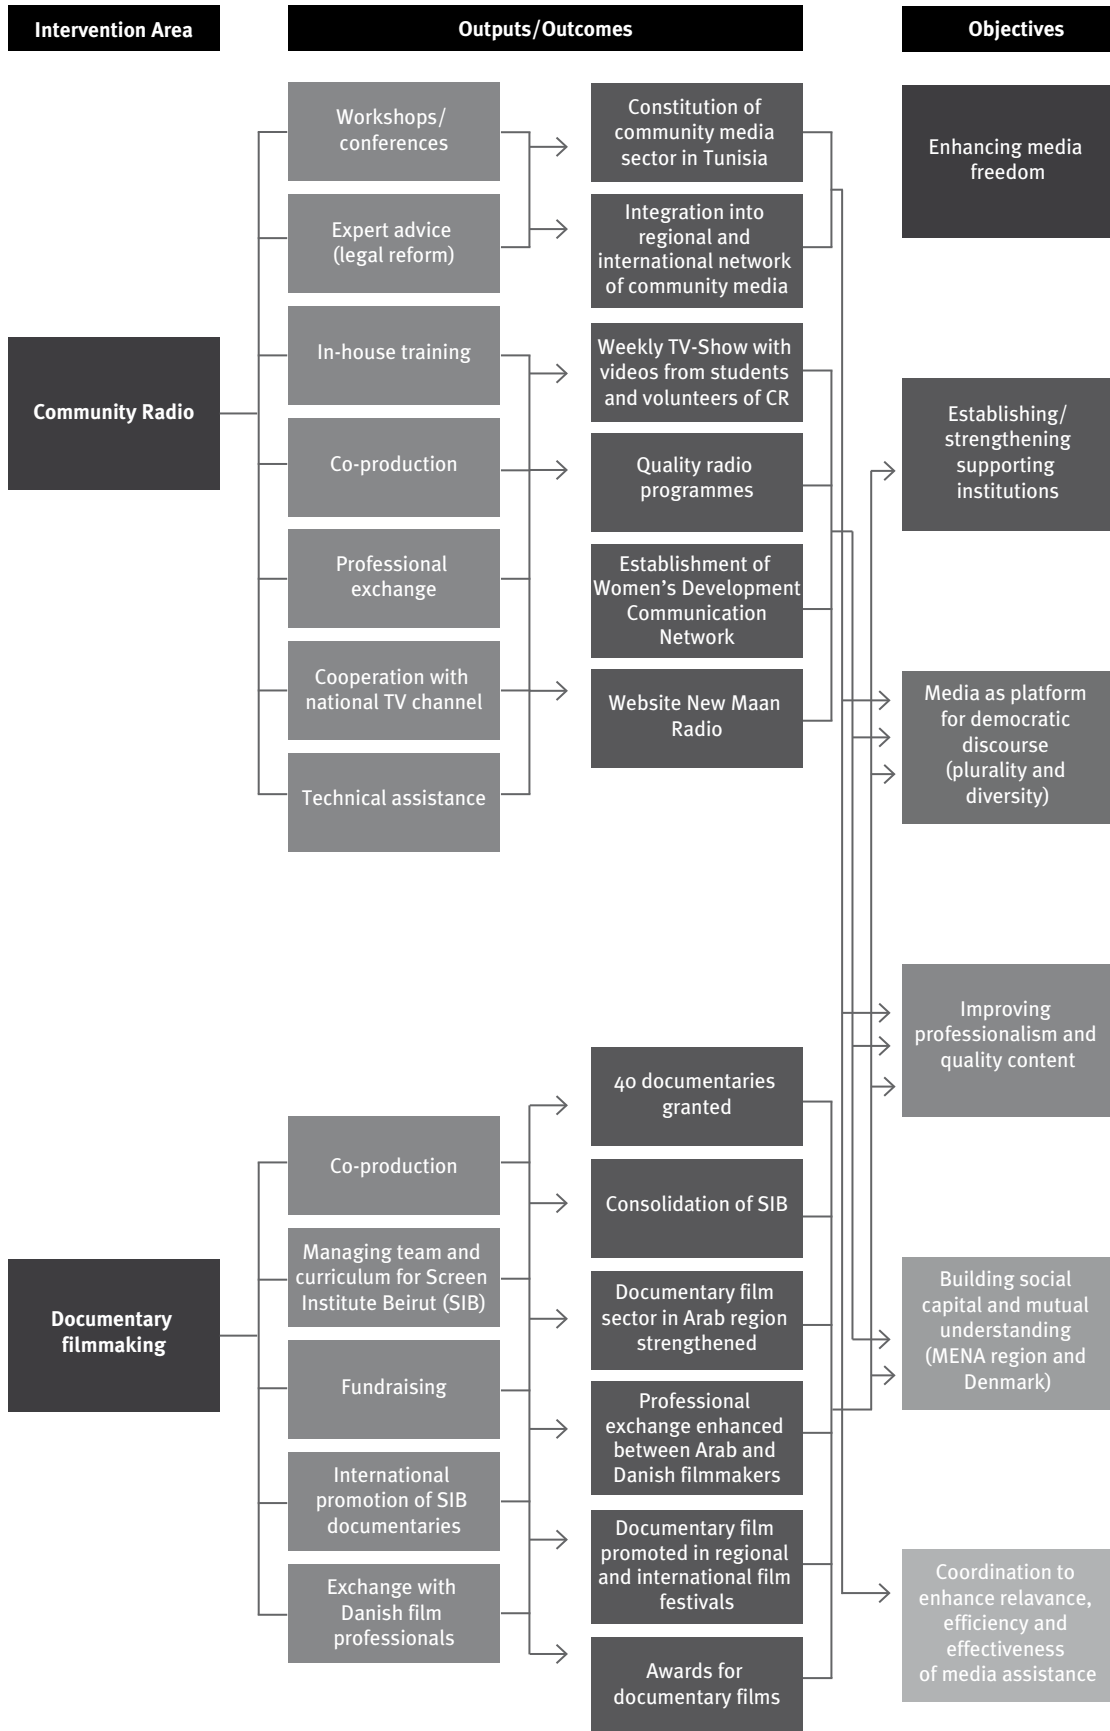 Intervention Area
Outputs/Outcomes
Objectives
Community Radio
Workshops/
conferences
Expert advice
(legal reform)
In-house training
Co-production
Professional
exchange
Cooperation with
national TV channel
Technical assistance
Constitution of
community media
sector in Tunisia
Integration into
regional and
international network
of community media
Weekly TV-Show with
videos from students
and volunteers of CR
Quality radio
programmes
Establishment of
Women's Development
Communication
Network
Website New Maan
Radio
Documentary
filmmaking
Co-production
Managing team and
curriculum for Screen
Institute Beirut (SIB)
Fundraising
International
promotion of SIB
documentaries
Exchange with
Danish film
professionals
40 documentaries
granted
Consolidation of SIB
Documentary film
sector in Arab region
strengthened
Professional
exchange enhanced
between Arab and
Danish filmmakers
Documentary film
promoted in regional
and international film
festivals
Awards for
documentary films
Enhancing media
freedom
Establishing/
strengthening
supporting
institutions
Media as platform
for democratic
discourse
(plurality and
diversity)
Improving
professionalism and
quality content
Building social
capital and mutual
understanding
(MENA region and
Denmark)
Coordination to
enhance relavance,
efficiency and
effectiveness
of media assistance